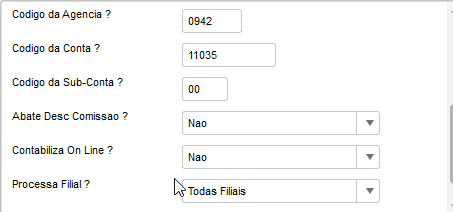 Codigo da Agencia ? 0942
Codigo da Conta ? 11035
Codigo da Sub-Conta ? 00
Abate Desc Comissao ? Nao
Contabiliza On Line ? Nao
Processa Filial ? Todas Filiais